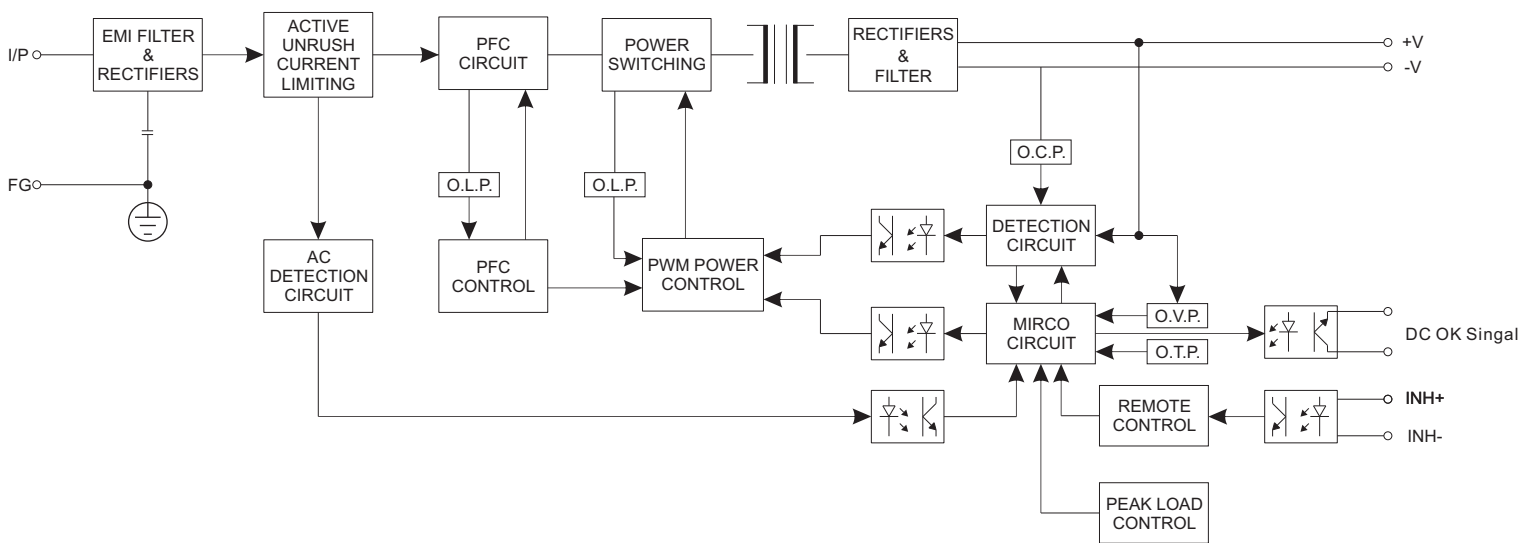 I/P
EMI FILTER
&
RECTIFIERS
ACTIVE
UNRUSH
CURRENT
LIMITING
PFC
CIRCUIT
POWER
SWITCHING
RECTIFIERS
&
FILTER
+V
-V
FG
O.L.P.
O.L.P.
O.C.P.
AC
DETECTION
CIRCUIT
PFC
CONTROL
PWM POWER
CONTROL
DETECTION
CIRCUIT
MIRCO
CIRCUIT
O.V.P.
O.T.P.
DC OK Singal
REMOTE
CONTROL
INH+
INH-
PEAK LOAD
CONTROL